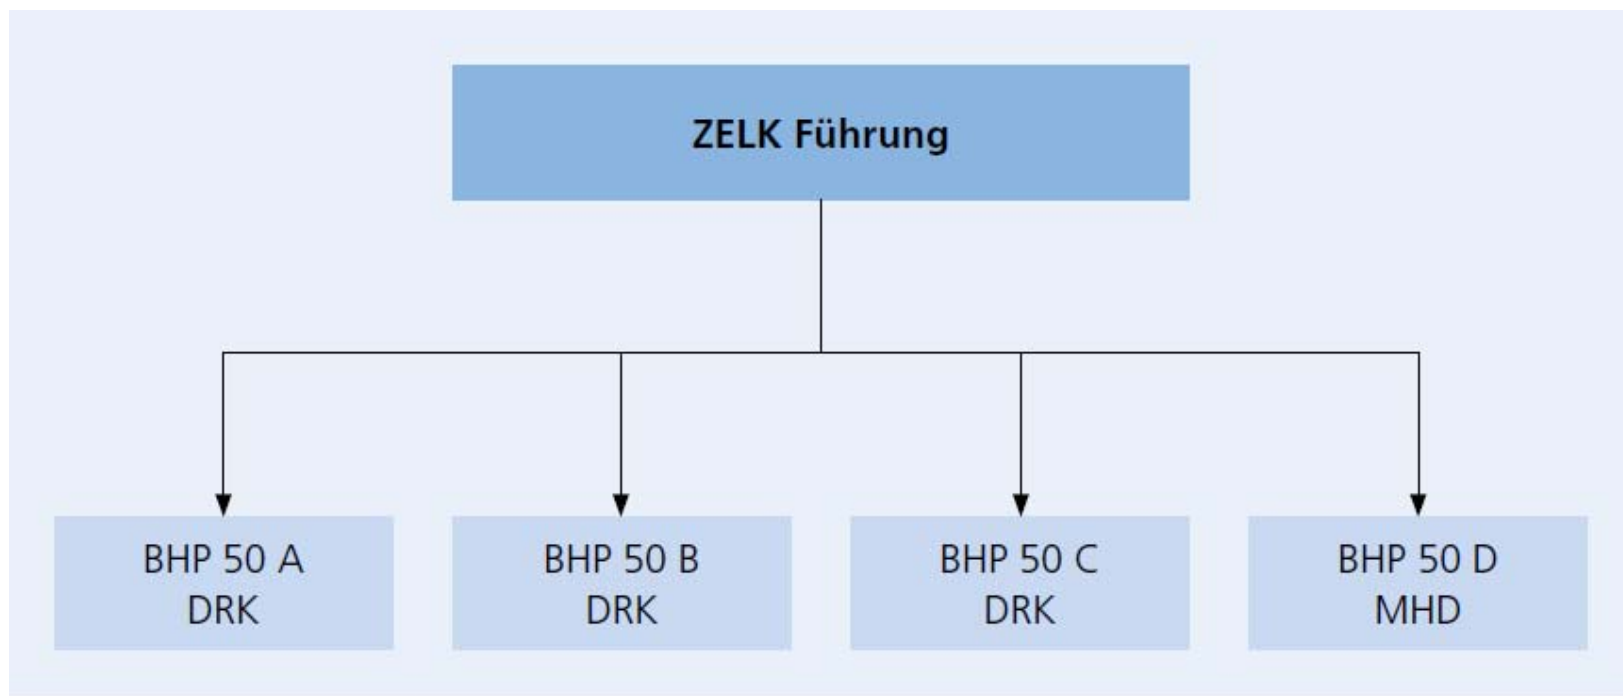 ZELK Führung
BHP 50 A
DRK
BHP 50 B
DRK
BHP 50 C
DRK
BHP 50 D
MHD